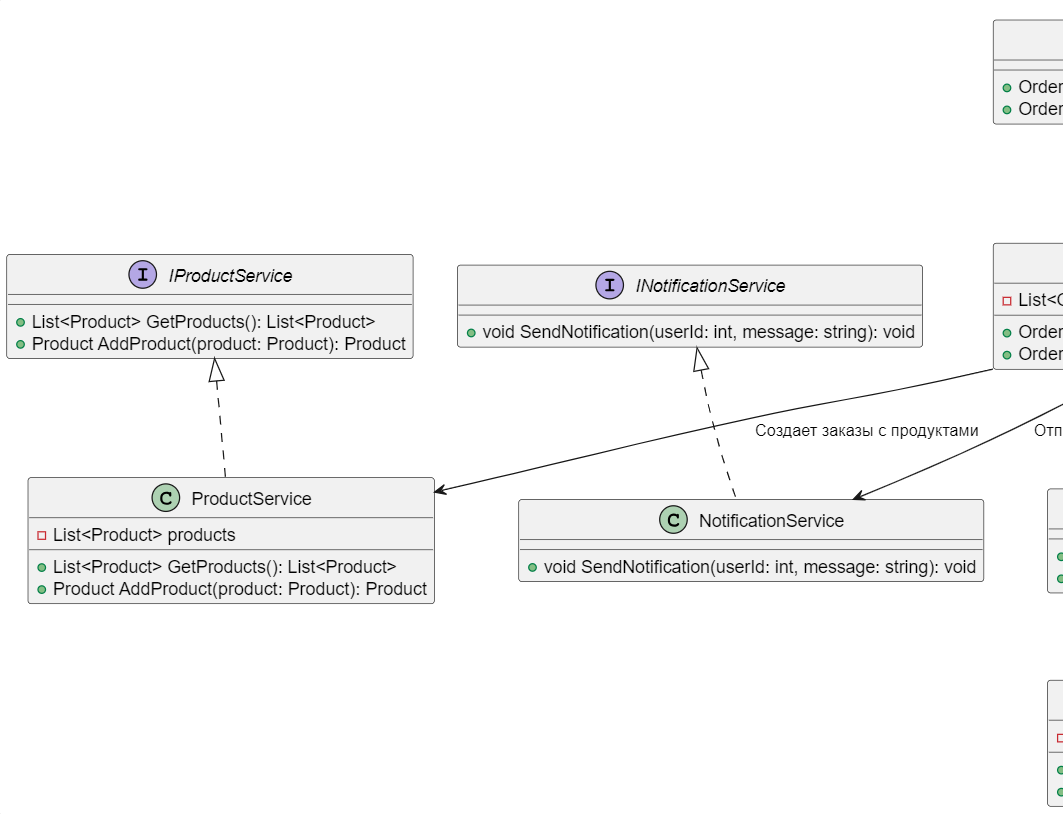 Order
Order
I IProductService
List<Product> GetProducts(): List<Product>
Product AddProduct(product: Product): Product
I INotificationService
void SendNotification(userId: int, message: string): void
Order
Order
Создает заказы с продуктами
C ProductService
List<Product> products
List<Product> GetProducts(): List<Product>
Product AddProduct(product: Product): Product
C NotificationService
void SendNotification(userId: int, message: string): void